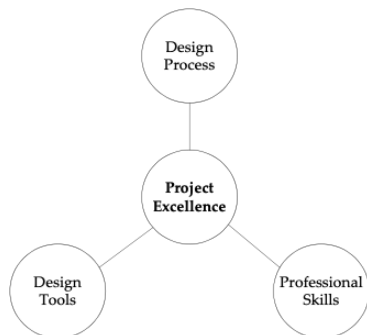 Design
Process
Project
Excellence
Design
Tools
Professional
Skills